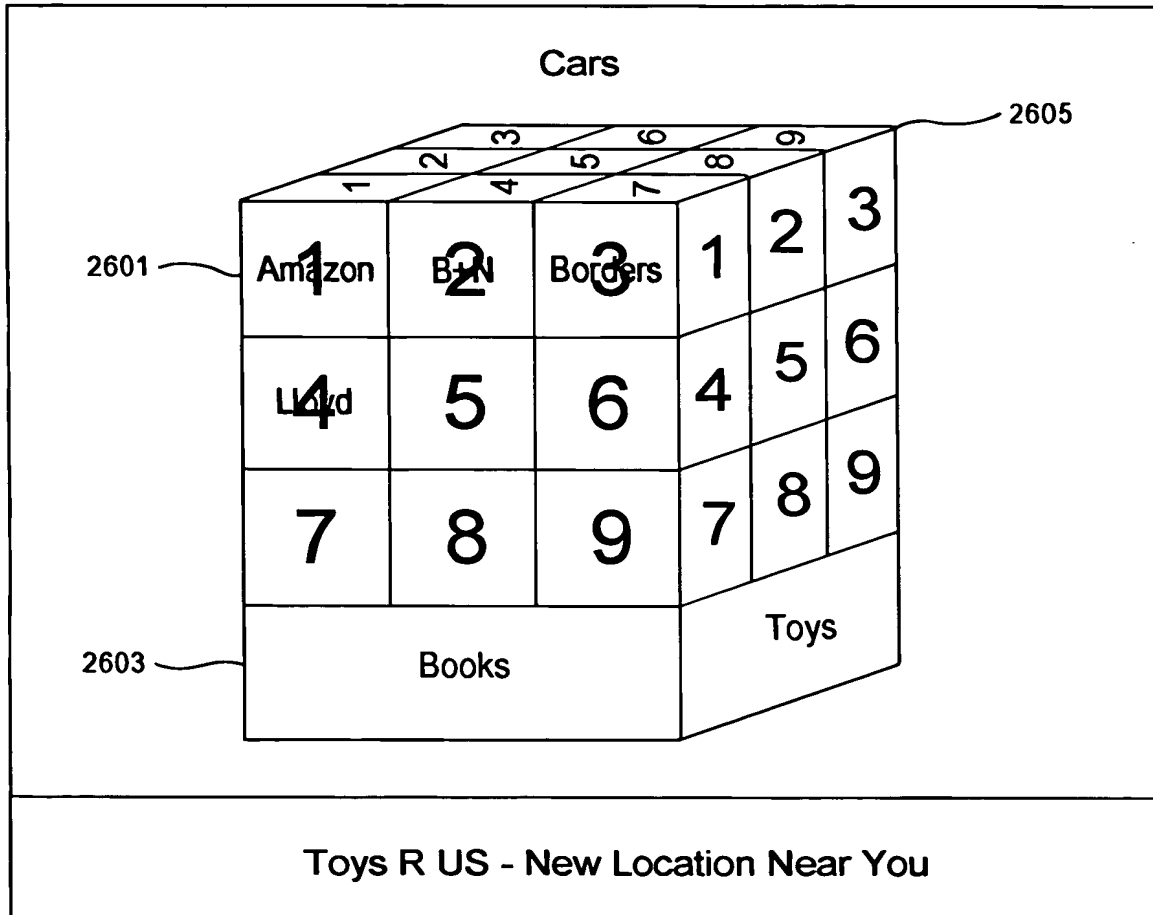 Cars
2605
3 6 9
2 5 8
1 4 7
2601
Amazon 1 B+N 2 Borders 3
1 2 3
Lloyd 4 5 6
4 5 6
7 8 9
7 8 9
2603
Books
Toys
Toys R US - New Location Near You